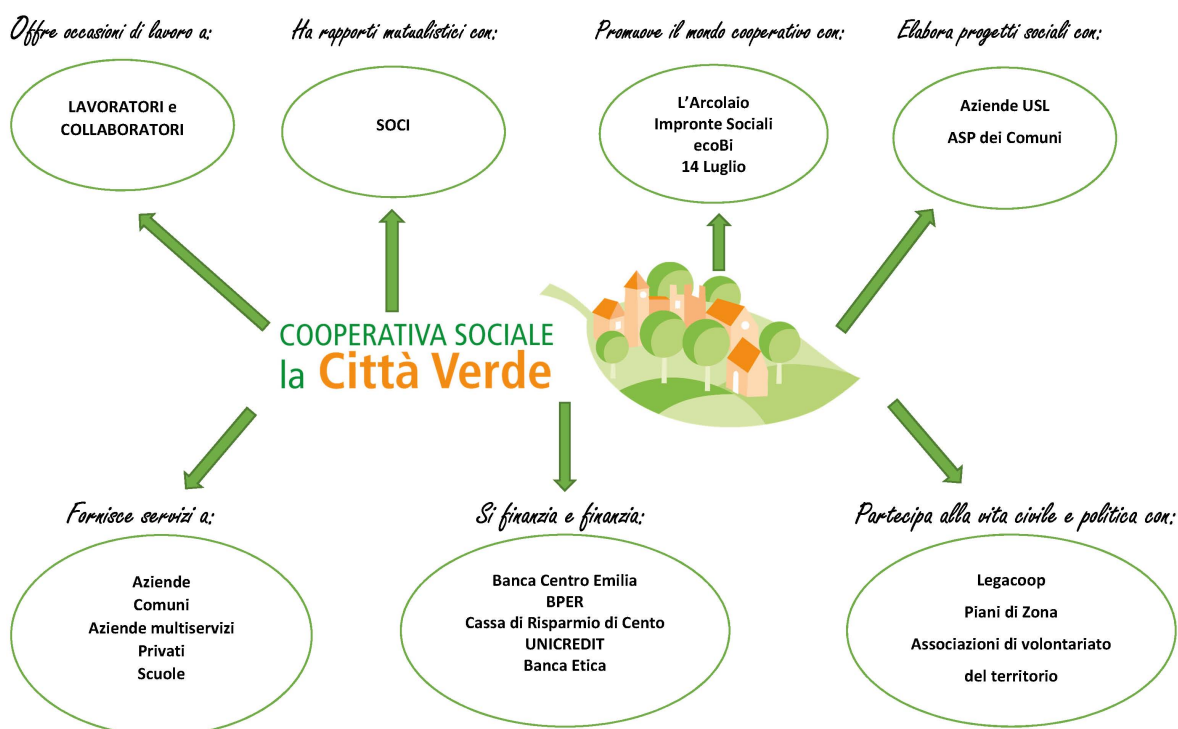 Offre occasioni di lavoro a:
LAVORATORI e
COLLABORATORI
Ha rapporti mutualistici con:
SOCI
Promuove il mondo cooperativo con:
L'Arcolaio
Impronte Sociali
ecoBi
14 Luglio
Elabora progetti sociali con:
Aziende USL
ASP dei Comuni
COOPERATIVA SOCIALE
la Città Verde
Fornisce servizi a:
Aziende
Comuni
Aziende multiservizi
Privati
Scuole
Si finanzia e finanzia:
Banca Centro Emilia
BPER
Cassa di Risparmio di Cento
UNICREDIT
Banca Etica
Partecipa alla vita civile e politica con:
Legacoop
Piani di Zona
Associazioni di volontariato
del territorio